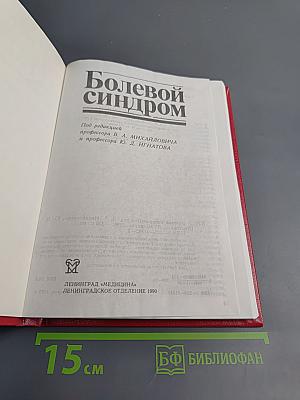 Болевой
синдром
Под редакцией
профессора В. А. МИХАЙЛОВИЧА
и профессора Ю. Д. ИГНАТОВА
ЛЕНИНГРАД «МЕДИЦИНА»
ЛЕНИНГРАДСКОЕ ОТДЕЛЕНИЕ 1990
15 см
БФ БИБЛИОФАН